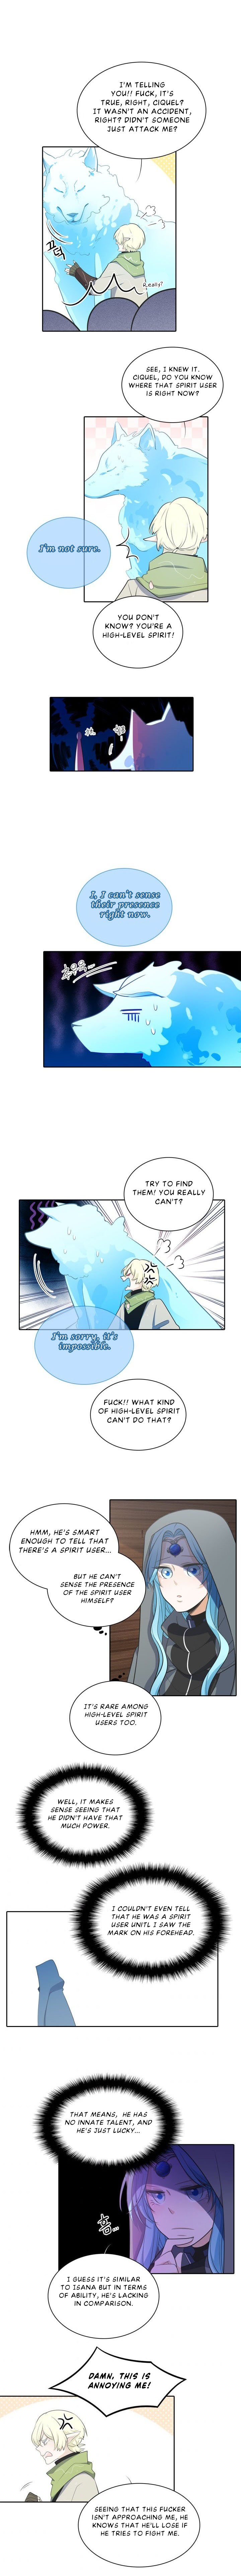 I'M TELLING
YOU!! FUCK, IT'S
TRUE, RIGHT, CIQUEL?
IT WASN'T AN ACCIDENT,
RIGHT? DIDN'T SOMEONE
JUST ATTACK ME?
끄덕
Really?
SEE, I KNEW IT.
CIQUEL, DO YOU KNOW
WHERE THAT SPIRIT USER
IS RIGHT NOW?
I'm not sure.
YOU DON'T
KNOW? YOU'RE A
HIGH-LEVEL SPIRIT!
I, I can't sense
their presence
right now.
TRY TO FIND
THEM! YOU REALLY
CAN'T?
I'm sorry, it's
impossible.
FUCK!! WHAT KIND
OF HIGH-LEVEL SPIRIT
CAN'T DO THAT?
HMM, HE'S SMART
ENOUGH TO TELL THAT
THERE'S A SPIRIT USER...
BUT HE CAN'T
SENSE THE PRESENCE
OF THE SPIRIT USER
HIMSELF?
IT'S RARE AMONG
HIGH-LEVEL SPIRIT
USERS TOO.
WELL, IT MAKES
SENSE SEEING THAT
HE DIDN'T HAVE THAT
MUCH POWER.
I COULDN'T EVEN TELL
THAT HE WAS A SPIRIT
USER UNITL I SAW THE
MARK ON HIS FOREHEAD.
THAT MEANS, HE HAS
NO INNATE TALENT, AND
HE'S JUST LUCKY...
흠...
I GUESS IT'S SIMILAR
TO ISANA BUT IN TERMS
OF ABILITY, HE'S LACKING
IN COMPARISON.
DAMN, THIS IS
ANNOYING ME!
SEEING THAT THIS FUCKER
ISN'T APPROACHING ME, HE
KNOWS THAT HE'LL LOSE IF
HE TRIES TO FIGHT ME.